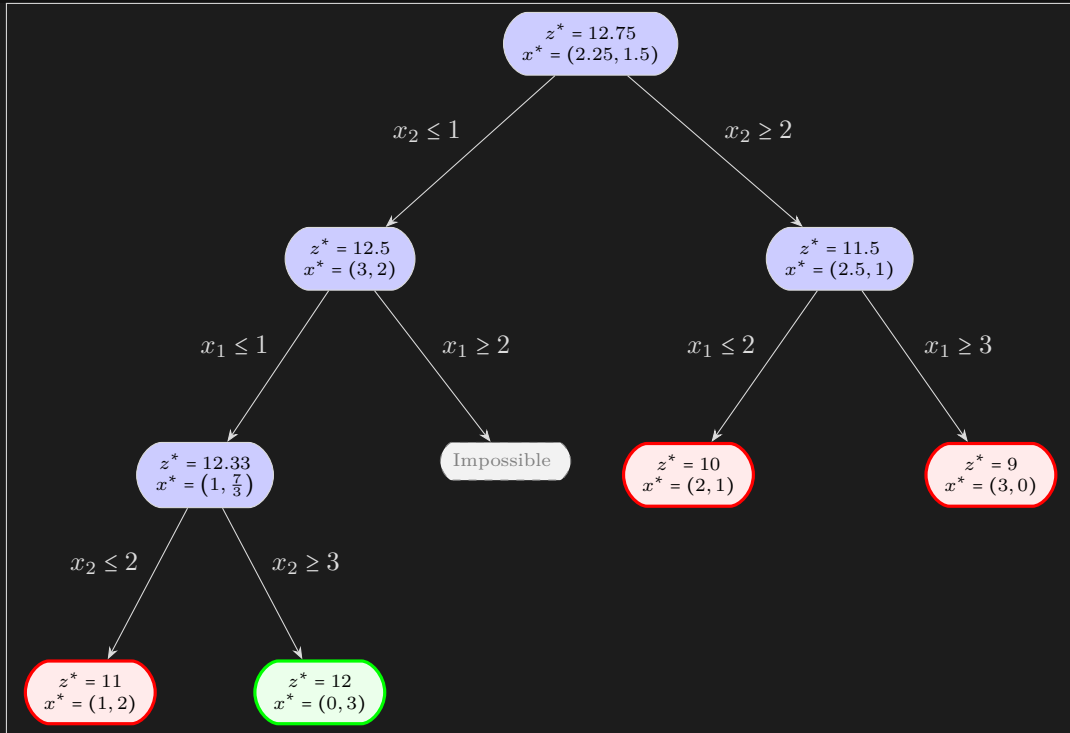 z* = 12.75
x* = (2.25, 1.5)
x₂ ≤ 1
x₂ ≥ 2
z* = 12.5
x* = (3, 2)
z* = 11.5
x* = (2.5, 1)
x₁ ≤ 1
x₁ ≥ 2
x₁ ≤ 2
x₁ ≥ 3
z* = 12.33
x* = (1, 7/3)
Impossible
z* = 10
x* = (2, 1)
z* = 9
x* = (3, 0)
x₂ ≤ 2
x₂ ≥ 3
z* = 11
x* = (1, 2)
z* = 12
x* = (0, 3)